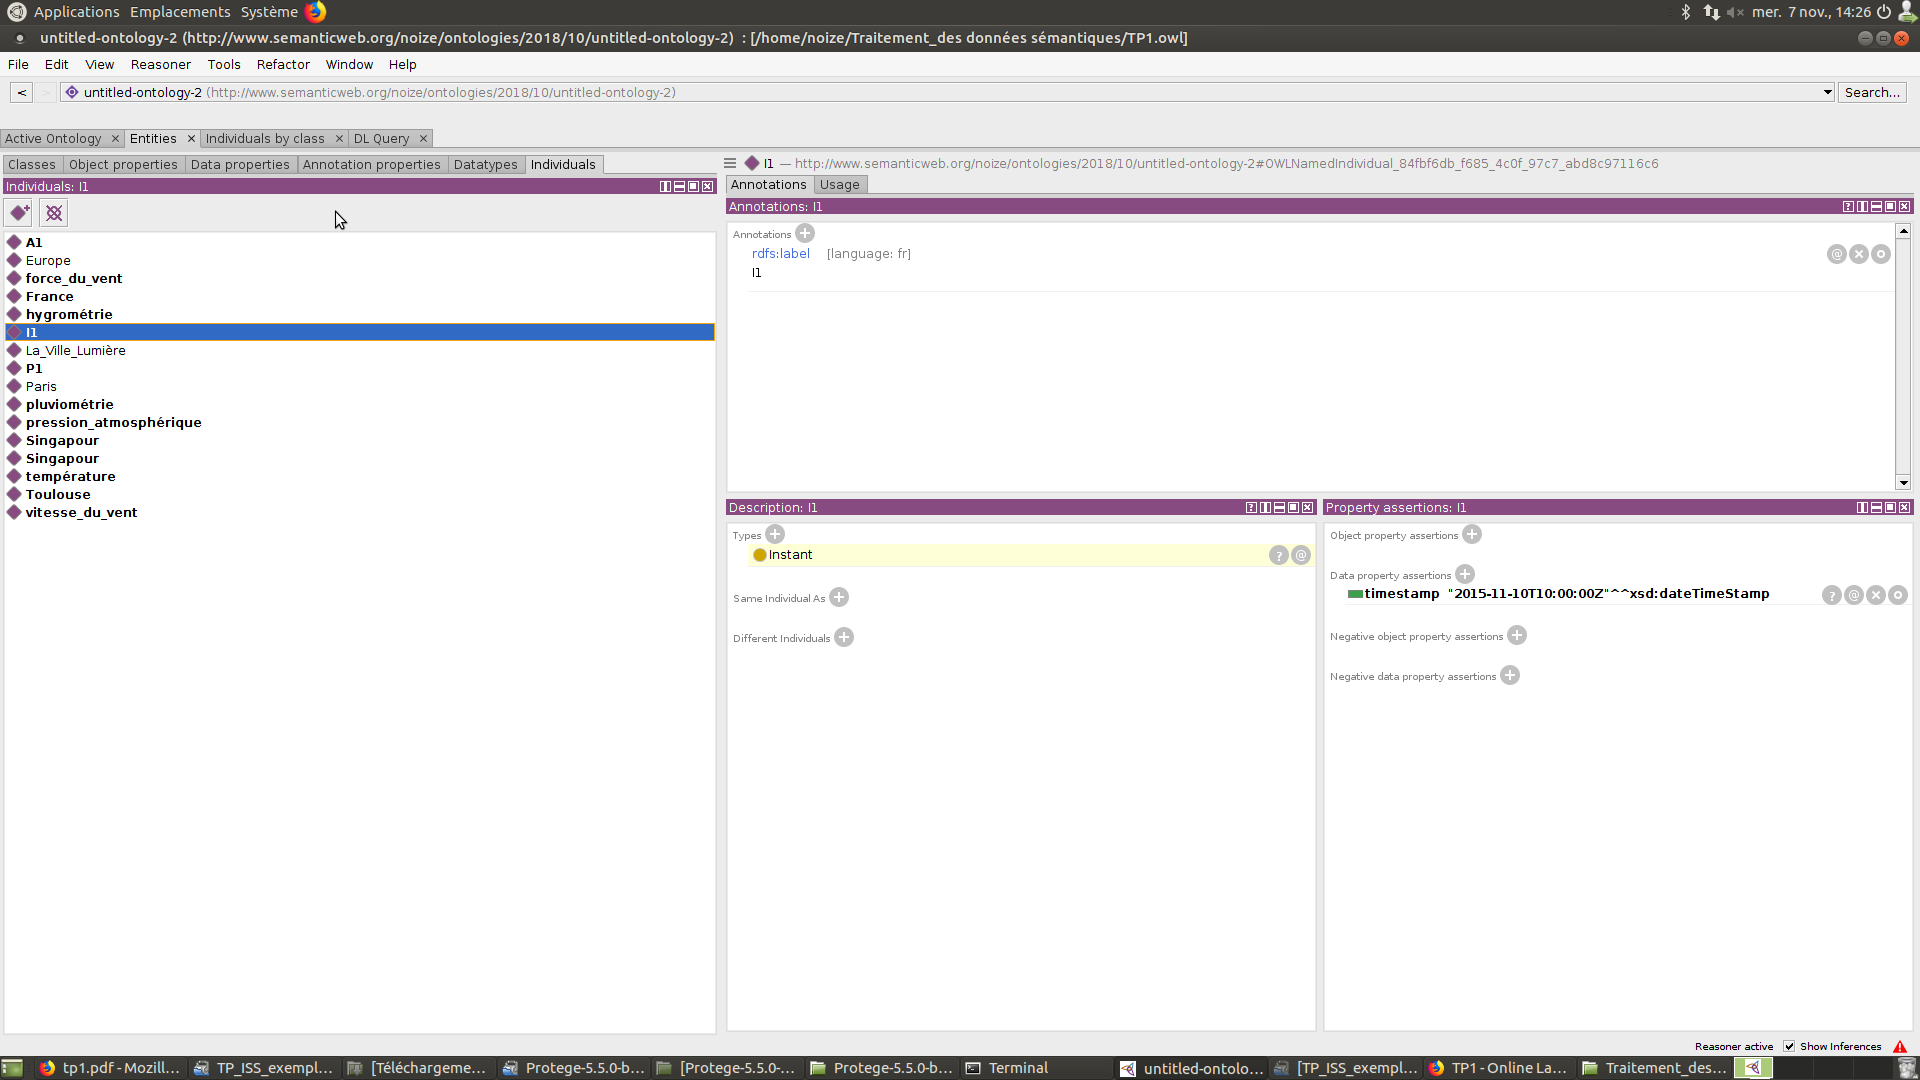 Applications Emplacements Système mer. 7 nov., 14:26
untitled-ontology-2 (http://www.semanticweb.org/noize/ontologies/2018/10/untitled-ontology-2) : [/home/noize/Traitement_des données sémantiques/TP1.owl]
File Edit View Reasoner Tools Refactor Window Help
< > untitled-ontology-2 (http://www.semanticweb.org/noize/ontologies/2018/10/untitled-ontology-2) Search...
Active Ontology × Entities × Individuals by class × DL Query ×
Classes Object properties Data properties Annotation properties Datatypes Individuals
I1 — http://www.semanticweb.org/noize/ontologies/2018/10/untitled-ontology-2#OWLNamedIndividual_84fbf6db_f685_4c0f_97c7_abd8c97116c6
Individuals: I1
A1
Europe
force_du_vent
France
hygrométrie
I1
La_Ville_Lumière
P1
Paris
pluviométrie
pression_atmosphérique
Singapour
Singapour
température
Toulouse
vitesse_du_vent
Annotations Usage
Annotations: I1
Annotations
rdfs:label [language: fr]
I1
Description: I1
Types
Instant
Same Individual As
Different Individuals
Property assertions: I1
Object property assertions
Data property assertions
timestamp "2015-11-10T10:00:00Z"^^xsd:dateTimeStamp
Negative object property assertions
Negative data property assertions
Reasoner active Show Inferences
tp1.pdf - Mozill... TP_ISS_exempl... [Téléchargeme... Protege-5.5.0-b... [Protege-5.5.0-... Protege-5.5.0-b... Terminal untitled-ontolo... [TP_ISS_exempl... TP1 - Online La... Traitement_des...